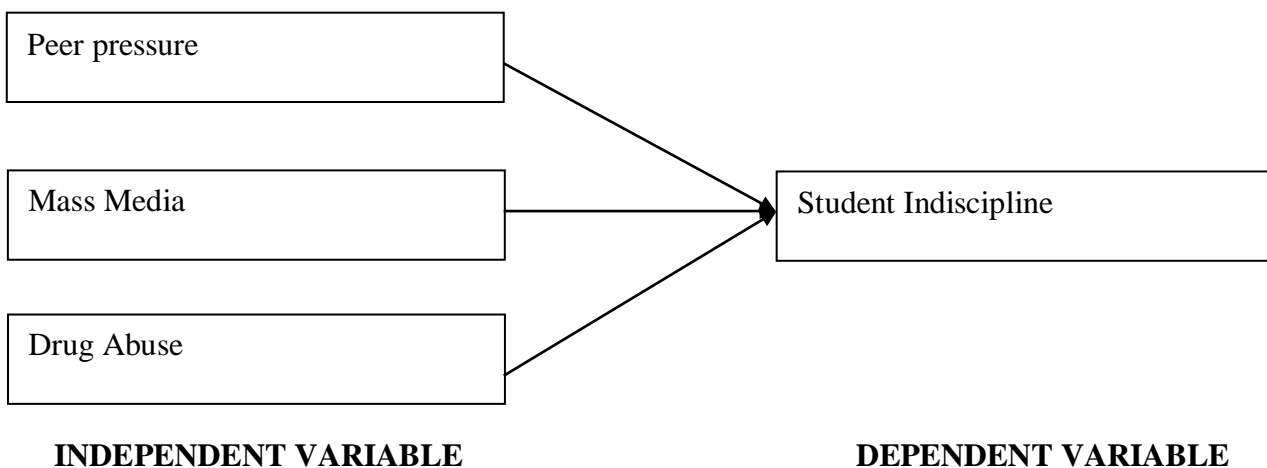 Peer pressure
Mass Media
Student Indiscipline
Drug Abuse
INDEPENDENT VARIABLE
DEPENDENT VARIABLE